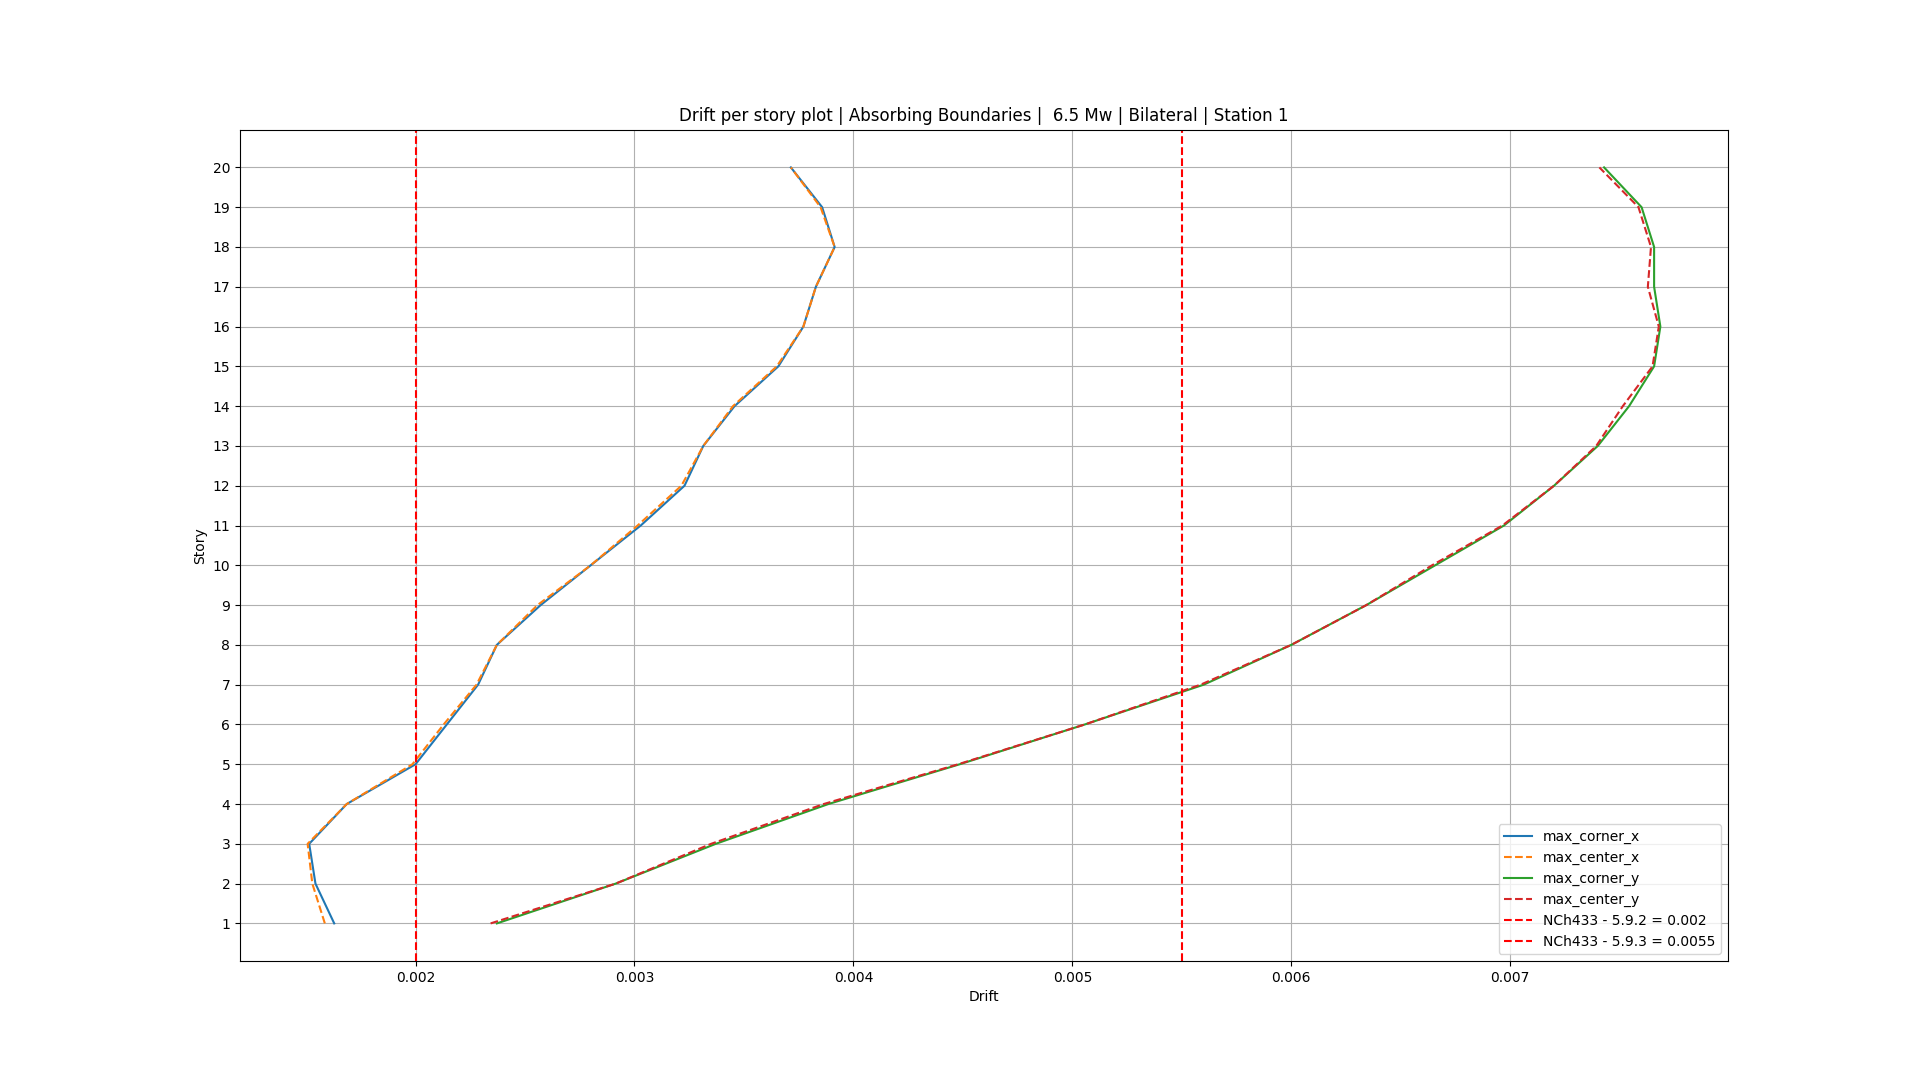 Drift per story plot | Absorbing Boundaries |  6.5 Mw | Bilateral | Station 1
Story
20
19
18
17
16
15
14
13
12
11
10
9
8
7
6
5
4
3
2
1
max_corner_x
max_center_x
max_corner_y
max_center_y
NCh433 - 5.9.2 = 0.002
NCh433 - 5.9.3 = 0.0055
0.002 0.003 0.004 0.005 0.006 0.007
Drift